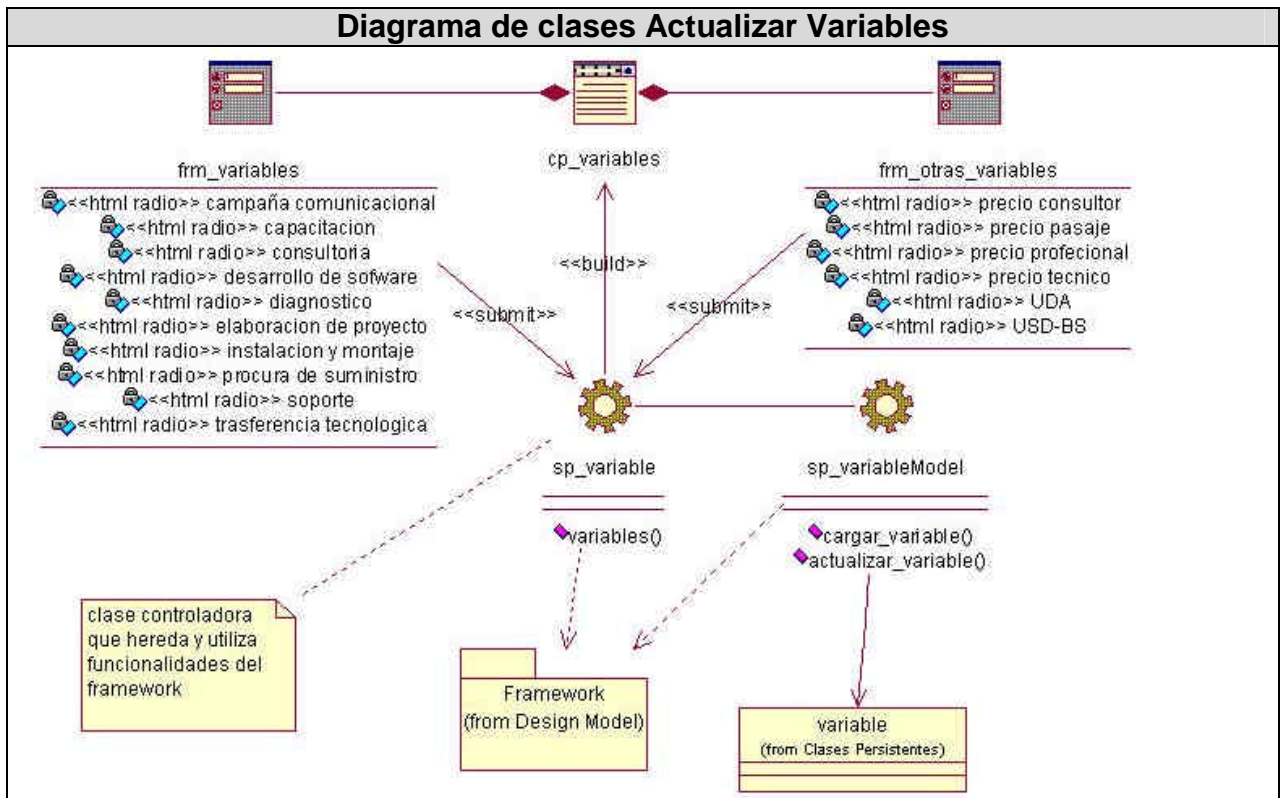 Diagrama de clases Actualizar Variables
frm_variables
<<html radio>> campaña comunicacional
<<html radio>> capacitacion
<<html radio>> consultoria
<<html radio>> desarrollo de sofware
<<html radio>> diagnostico
<<html radio>> elaboracion de proyecto
<<html radio>> instalacion y montaje
<<html radio>> procura de suministro
<<html radio>> soporte
<<html radio>> trasferencia tecnologica
cp_variables
frm_otras_variables
<<html radio>> precio consultor
<<html radio>> precio pasaje
<<html radio>> precio profecional
<<html radio>> precio tecnico
<<html radio>> UDA
<<html radio>> USD-BS
<<build>>
<<submit>>
<<submit>>
sp_variable
variables()
sp_variableModel
cargar_variable()
actualizar_variable()
clase controladora
que hereda y utiliza
funcionalidades del
framework
Framework
(from Design Model)
variable
(from Clases Persistentes)